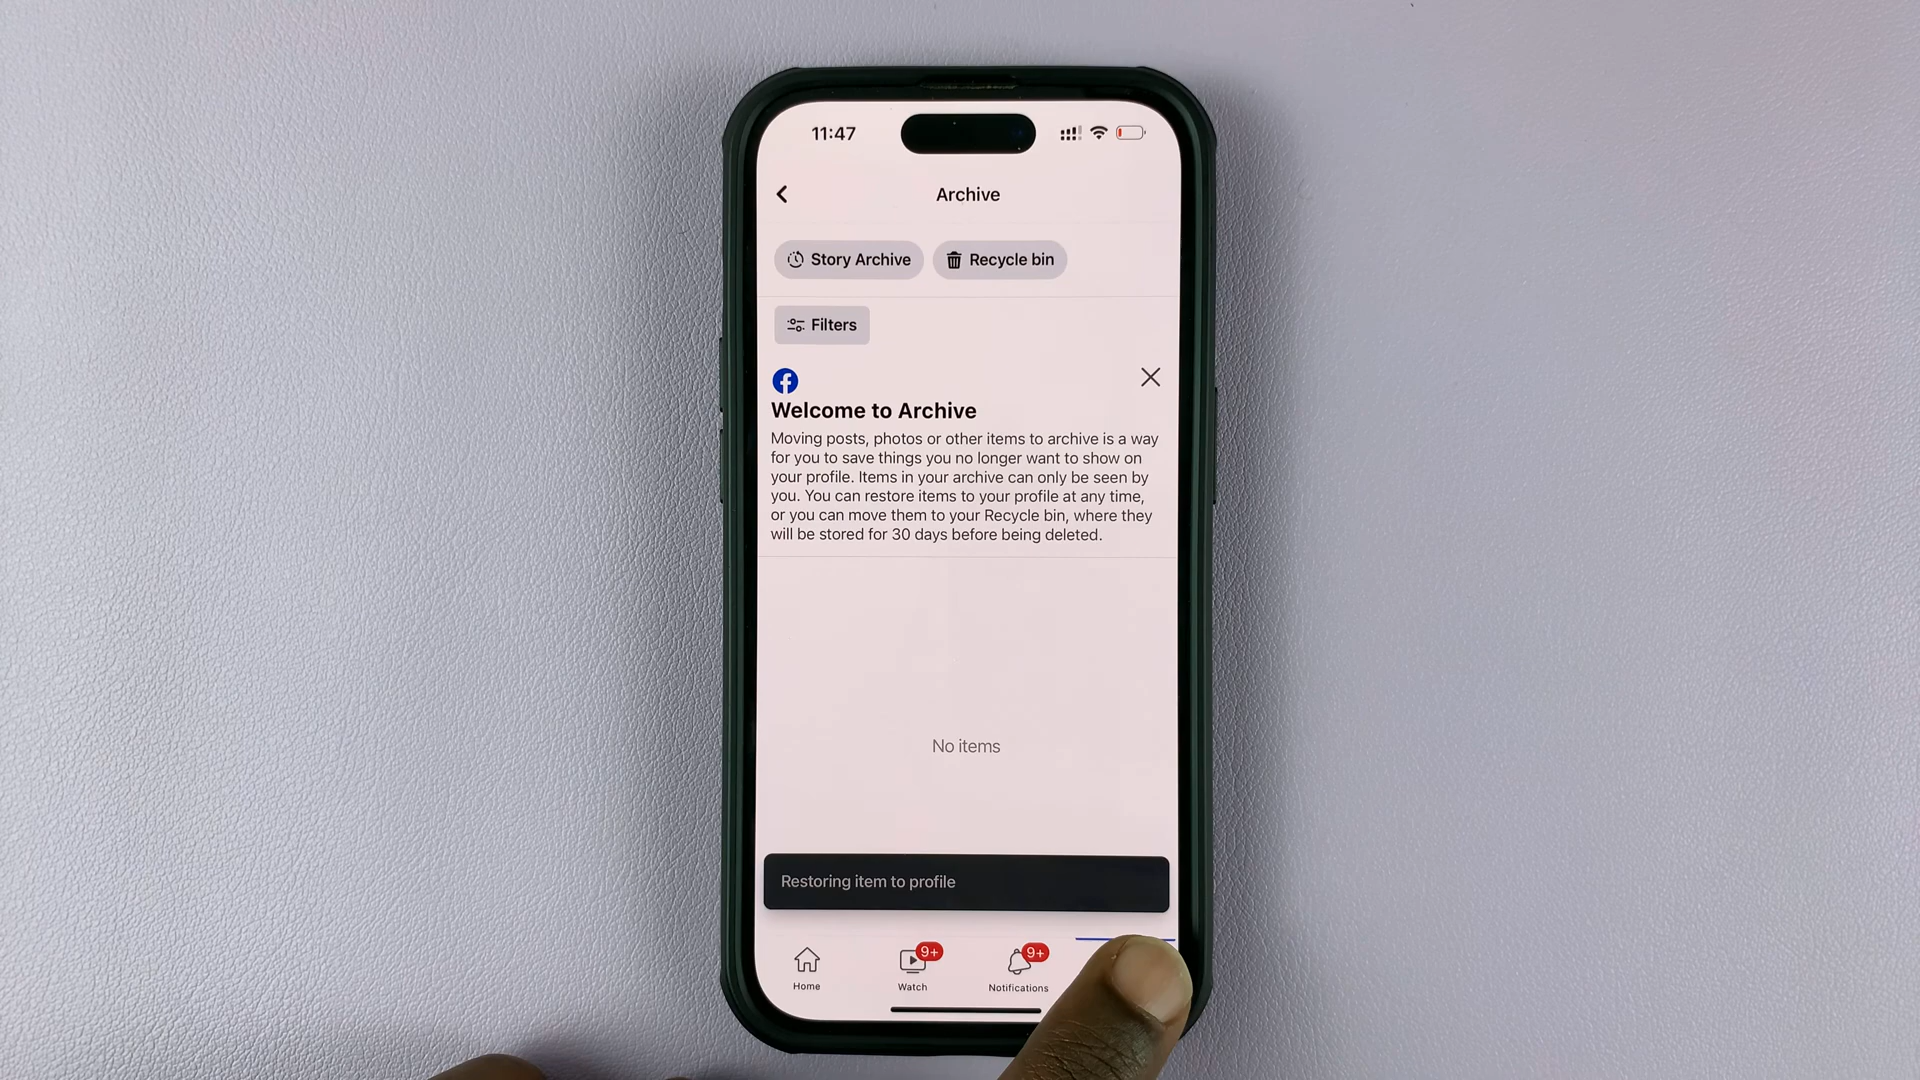 11:47
Archive
Story Archive
Recycle bin
Filters
Welcome to Archive
Moving posts, photos or other items to archive is a way
for you to save things you no longer want to show on
your profile. Items in your archive can only be seen by
you. You can restore items to your profile at any time,
or you can move them to your Recycle bin, where they
will be stored for 30 days before being deleted.
No items
Restoring item to profile
9+
9+
Home
Watch
Notifications